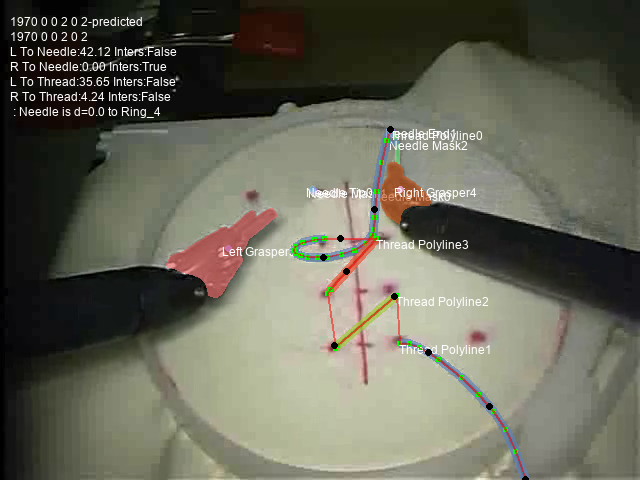 1970 0 0 2 0 2-predicted
1970 0 0 2 0 2
L To Needle:42.12 Inters:False
R To Needle:0.00 Inters:True
L To Thread:35.65 Inters:False
R To Thread:4.24 Inters:False
: Needle is d=0.0 to Ring_4
Thread Polyline0
Needle Mask2
Right Grasper4
Thread Polyline3
Left Grasper
Thread Polyline2
Thread Polyline1